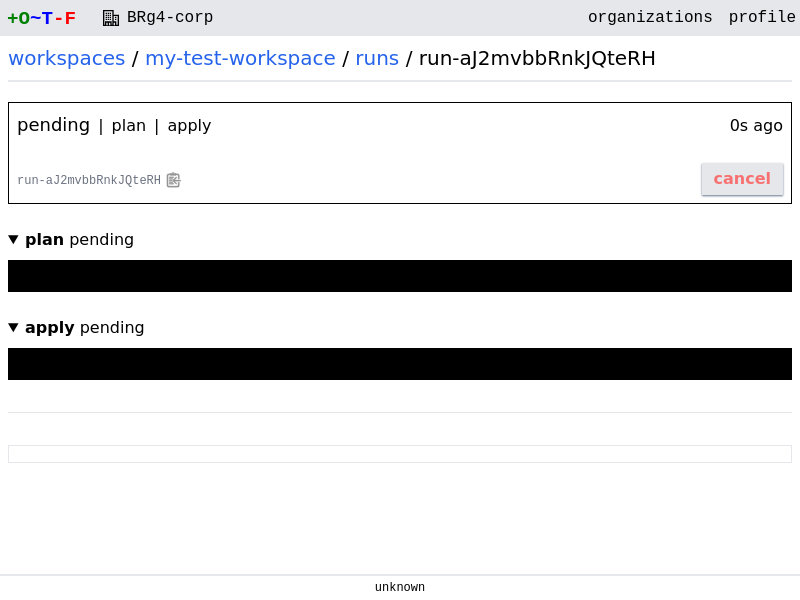 +O~T-F BRg4-corp organizations profile
workspaces / my-test-workspace / runs / run-aJ2mvbbRnkJQteRH
pending | plan | apply 0s ago
run-aJ2mvbbRnkJQteRH cancel
▼ plan pending
▼ apply pending
unknown